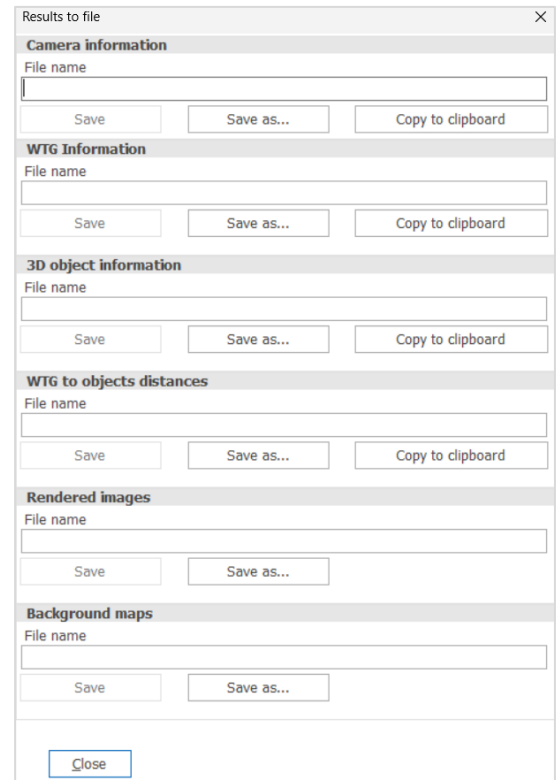 Results to file
Camera information
File name
Save Save as... Copy to clipboard
WTG Information
File name
Save Save as... Copy to clipboard
3D object information
File name
Save Save as... Copy to clipboard
WTG to objects distances
File name
Save Save as... Copy to clipboard
Rendered images
File name
Save Save as...
Background maps
File name
Save Save as...
Close